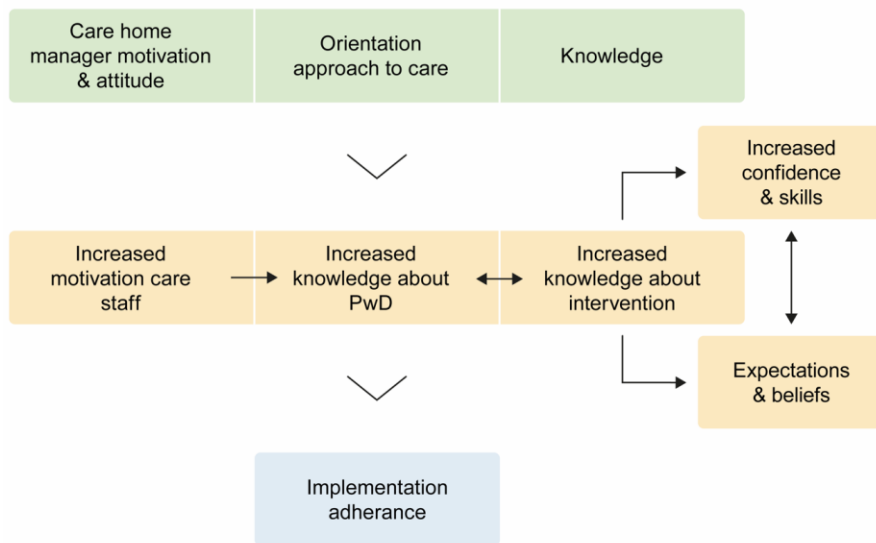 Care home
manager motivation
& attitude
Orientation
approach to care
Knowledge
Increased
confidence
& skills
Increased
motivation care
staff
Increased
knowledge about
PwD
Increased
knowledge about
intervention
Expectations
& beliefs
Implementation
adherance